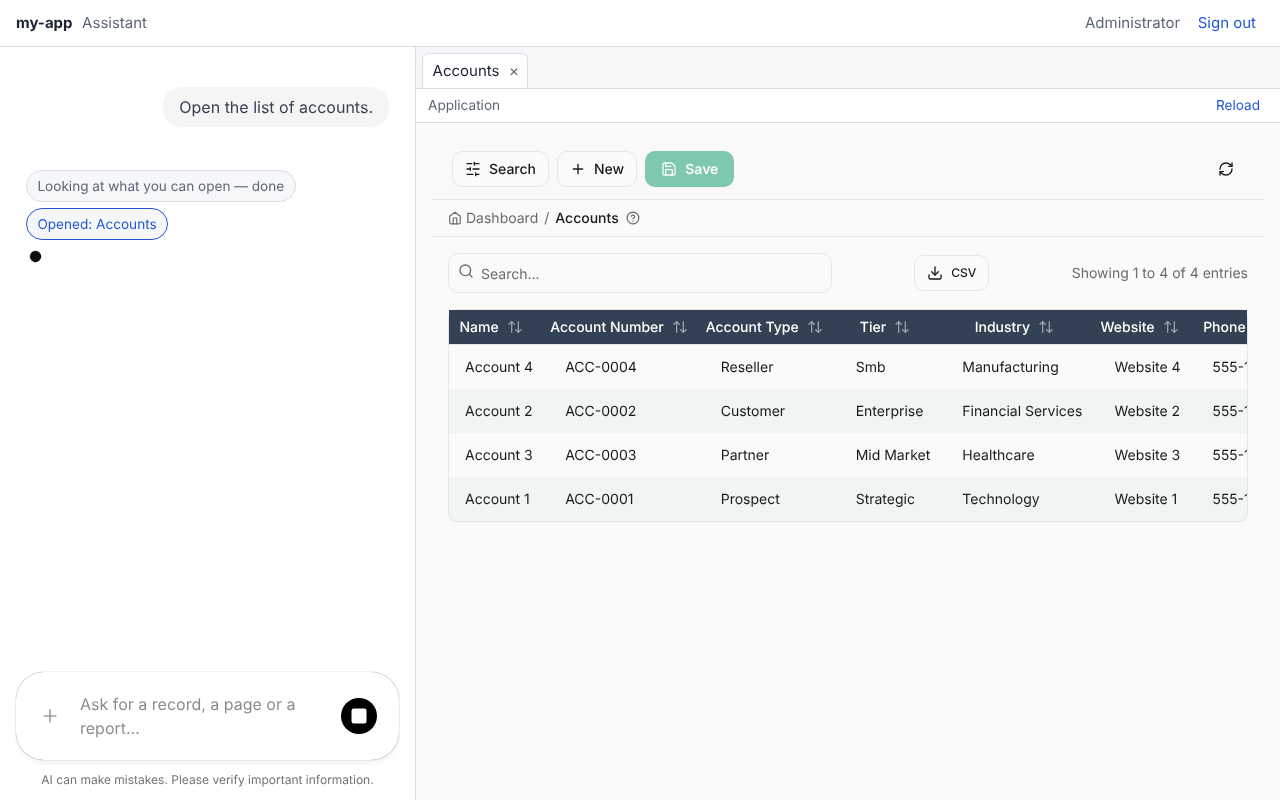 my-app Assistant
Administrator Sign out
Open the list of accounts.
Looking at what you can open — done
Opened: Accounts
Ask for a record, a page or a
report...
AI can make mistakes. Please verify important information.
Accounts ×
Application
Reload
Search
New
Save
Dashboard / Accounts
Search...
CSV
Showing 1 to 4 of 4 entries
Name Account Number Account Type Tier Industry Website Phone
Account 4 ACC-0004 Reseller Smb Manufacturing Website 4 555-
Account 2 ACC-0002 Customer Enterprise Financial Services Website 2 555-
Account 3 ACC-0003 Partner Mid Market Healthcare Website 3 555-
Account 1 ACC-0001 Prospect Strategic Technology Website 1 555-